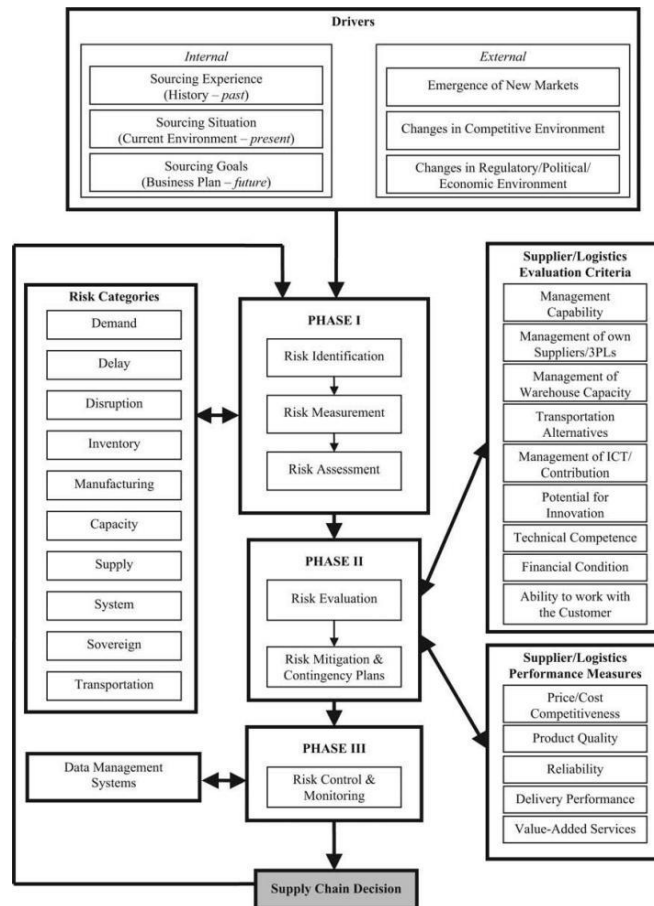 Drivers
Internal
Sourcing Experience
(History – past)
Sourcing Situation
(Current Environment – present)
Sourcing Goals
(Business Plan – future)
External
Emergence of New Markets
Changes in Competitive Environment
Changes in Regulatory/Political/
Economic Environment
Risk Categories
Demand
Delay
Disruption
Inventory
Manufacturing
Capacity
Supply
System
Sovereign
Transportation
Data Management
Systems
PHASE I
Risk Identification
Risk Measurement
Risk Assessment
PHASE II
Risk Evaluation
Risk Mitigation &
Contingency Plans
PHASE III
Risk Control &
Monitoring
Supply Chain Decision
Supplier/Logistics
Evaluation Criteria
Management
Capability
Management of own
Suppliers/3PLs
Management of
Warehouse Capacity
Transportation
Alternatives
Management of ICT/
Contribution
Potential for
Innovation
Technical Competence
Financial Condition
Ability to work with
the Customer
Supplier/Logistics
Performance Measures
Price/Cost
Competitiveness
Product Quality
Reliability
Delivery Performance
Value-Added Services